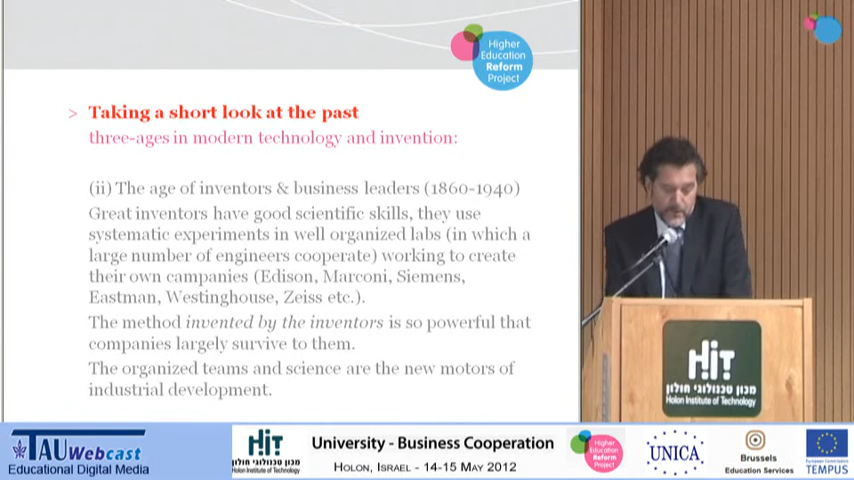 Higher
Education
Reform
Project
> Taking a short look at the past
three-ages in modern technology and invention:
(ii) The age of inventors & business leaders (1860-1940)
Great inventors have good scientific skills, they use
systematic experiments in well organized labs (in which a
large number of engineers cooperate) working to create
their own campanies (Edison, Marconi, Siemens,
Eastman, Westinghouse, Zeiss etc.).
The method invented by the inventors is so powerful that
companies largely survive to them.
The organized teams and science are the new motors of
industrial development.
HiT
מכון טכנולוגי חולון
Holon Institute of Technology
TAUWebcast
Educational Digital Media
HiT
מכון טכנולוגי חולון
Holon Institute of Technology
University - Business Cooperation
Holon, Israel - 14-15 May 2012
Higher
Education
Reform
Project
UNICA
Brussels
Education Services
European Commission
TEMPUS